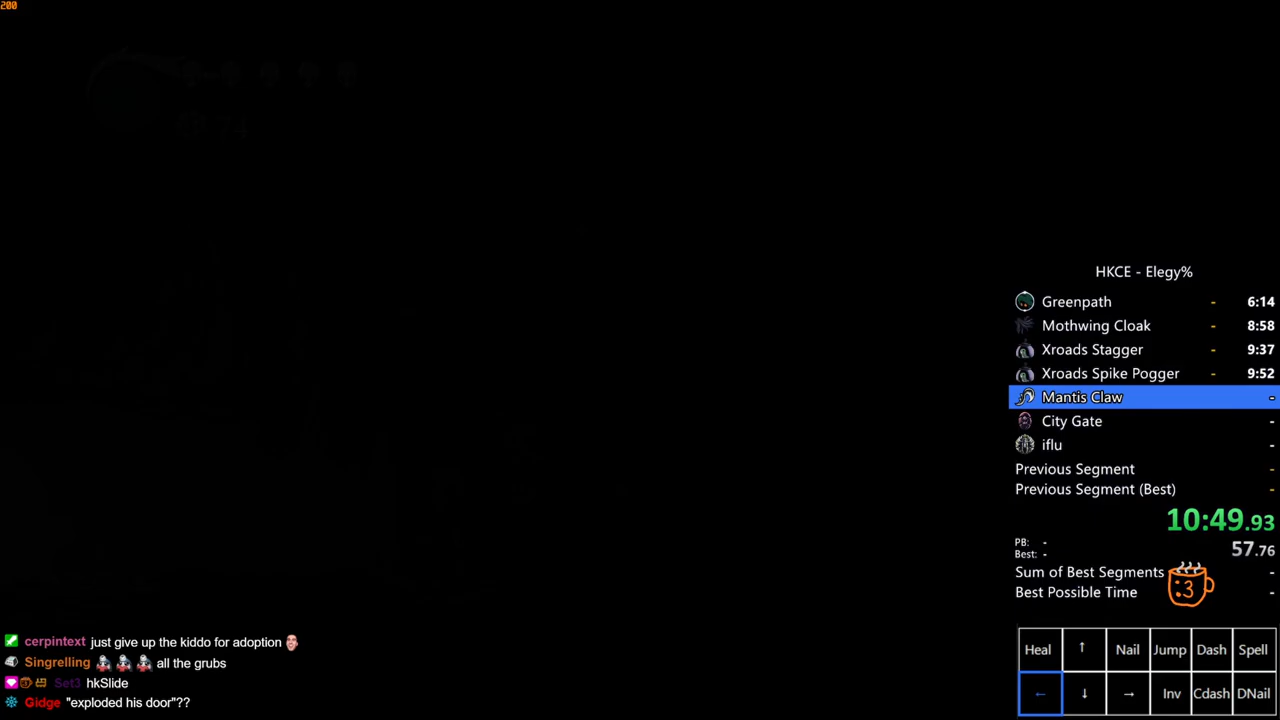 200
74
HKCE - Elegy%
Greenpath - 6:14
Mothwing Cloak - 8:58
Xroads Stagger - 9:37
Xroads Spike Pogger - 9:52
Mantis Claw -
City Gate -
iflu -
Previous Segment -
Previous Segment (Best) -
10:49.93
PB: - 57.76
Best: -
Sum of Best Segments -
Best Possible Time -
:3
Heal ↑ Nail Jump Dash Spell
← ↓ → Inv Cdash DNail
cerpintext just give up the kiddo for adoption
Singrelling all the grubs
Set3 hkSlide
Gidge "exploded his door"??